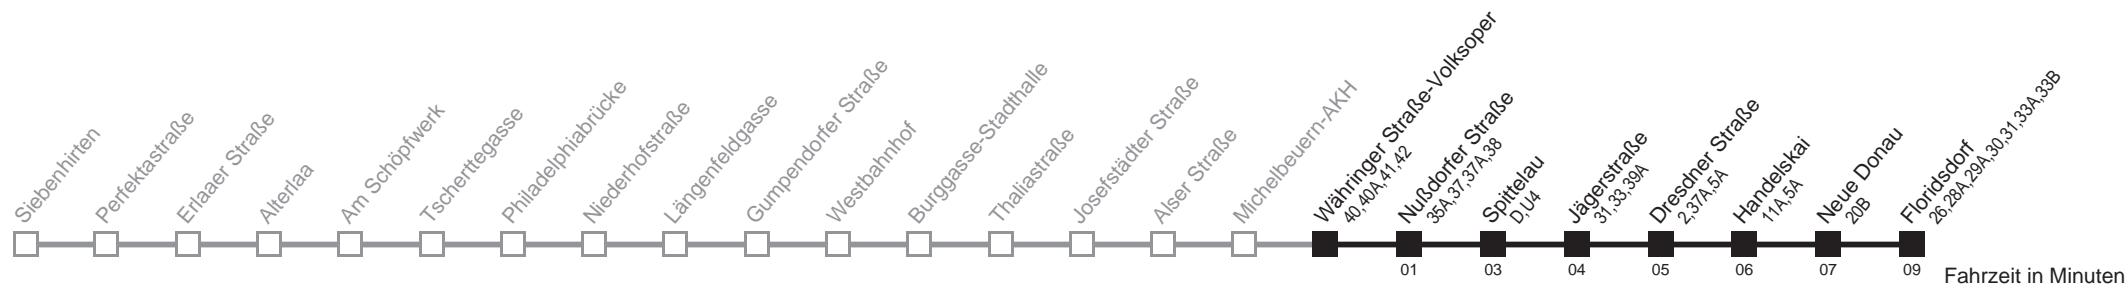 Siebenhirten
Perfektastraße
Erlaaer Straße
Alterlaa
Am Schöpfwerk
Tscherttegasse
Philadelphiabrücke
Niederhofstraße
Längenfeldgasse
Gumpendorfer Straße
Westbahnhof
Burggasse-Stadthalle
Thaliastraße
Josefstädter Straße
Alser Straße
Michelbeuern-AKH
Währinger Straße-Volksoper
40,40A,41,42
Nußdorfer Straße
35A,37,37A,38
Spittelau
D,U4
Jägerstraße
31,33,39A
Dresdner Straße
2,37A,5A
Handelskai
11A,5A
Neue Donau
20B
Floridsdorf
26,28A,29A,30,31,33A,33B
01 03 04 05 06 07 09
Fahrzeit in Minuten